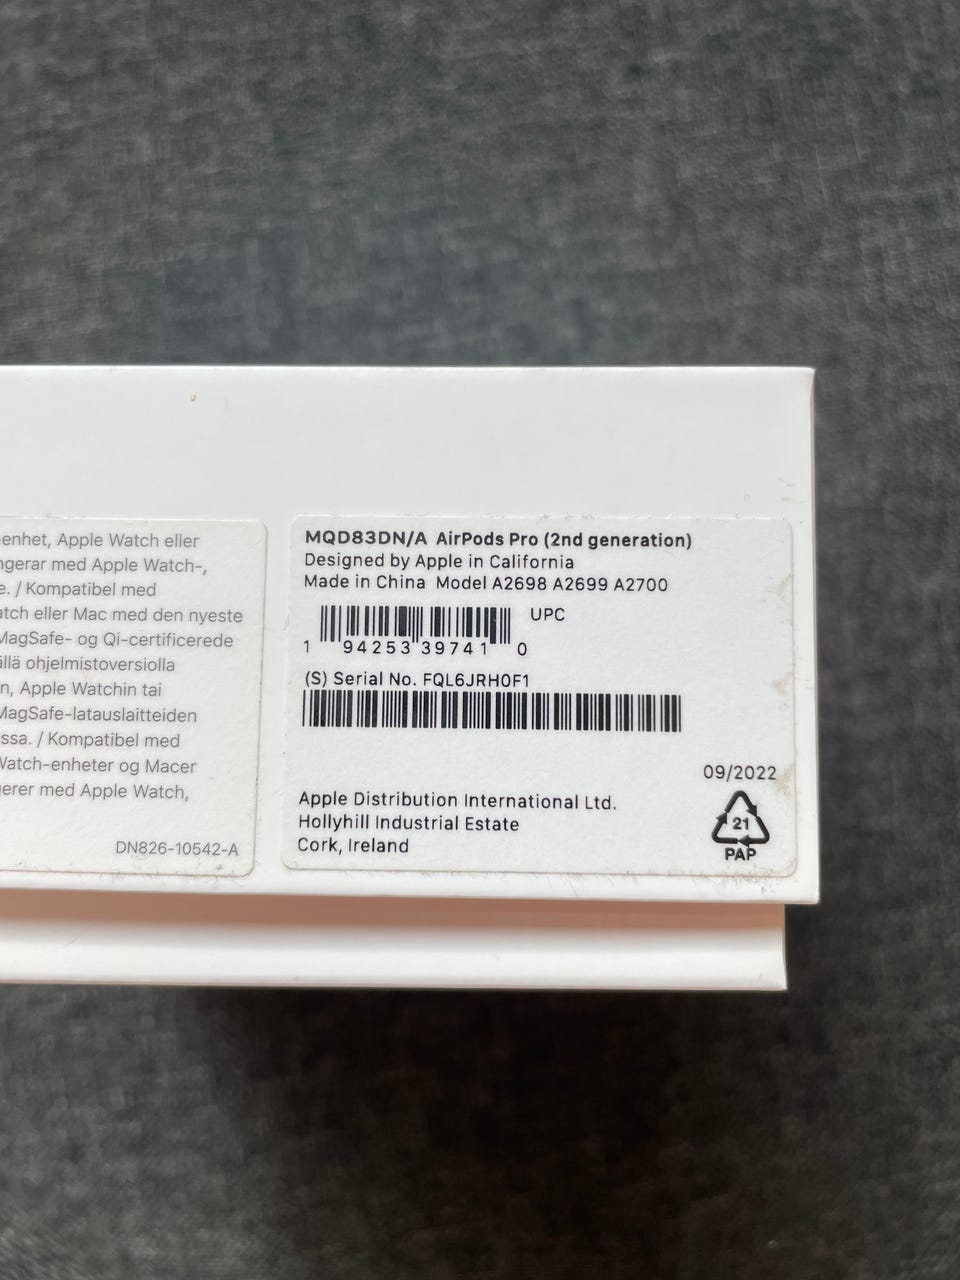 -enhet, Apple Watch eller
ngerar med Apple Watch-,
e. / Kompatibel med
atch eller Mac med den nyeste
MagSafe- og Qi-certificerede
ällä ohjelmistoversiolla
n, Apple Watchin tai
MagSafe-latauslaitteiden
ssa. / Kompatibel med
Watch-enheter og Macer
erer med Apple Watch,
DN826-10542-A
MQD83DN/A AirPods Pro (2nd generation)
Designed by Apple in California
Made in China Model A2698 A2699 A2700
UPC
1 94253 39741 0
(S) Serial No. FQL6JRH0F1
09/2022
Apple Distribution International Ltd.
Hollyhill Industrial Estate
Cork, Ireland
21
PAP